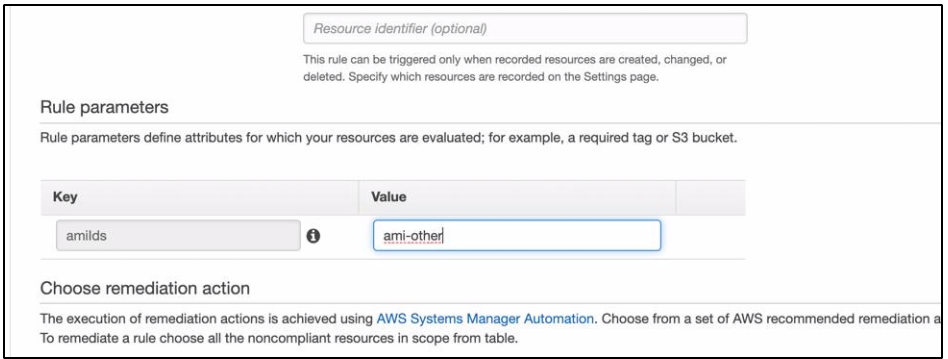 Resource identifier (optional)
This rule can be triggered only when recorded resources are created, changed, or
deleted. Specify which resources are recorded on the Settings page.
Rule parameters
Rule parameters define attributes for which your resources are evaluated; for example, a required tag or S3 bucket.
Key Value
amiIds ami-other
Choose remediation action
The execution of remediation actions is achieved using AWS Systems Manager Automation. Choose from a set of AWS recommended remediation a
To remediate a rule choose all the noncompliant resources in scope from table.